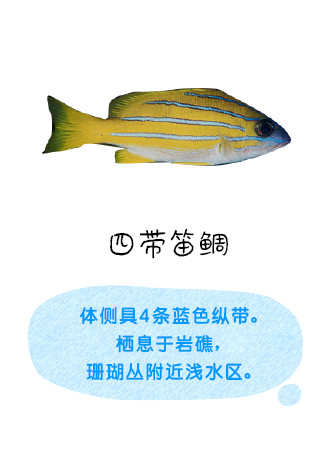 四带笛鲷
体侧具4条蓝色纵带。
栖息于岩礁，
珊瑚丛附近浅水区。